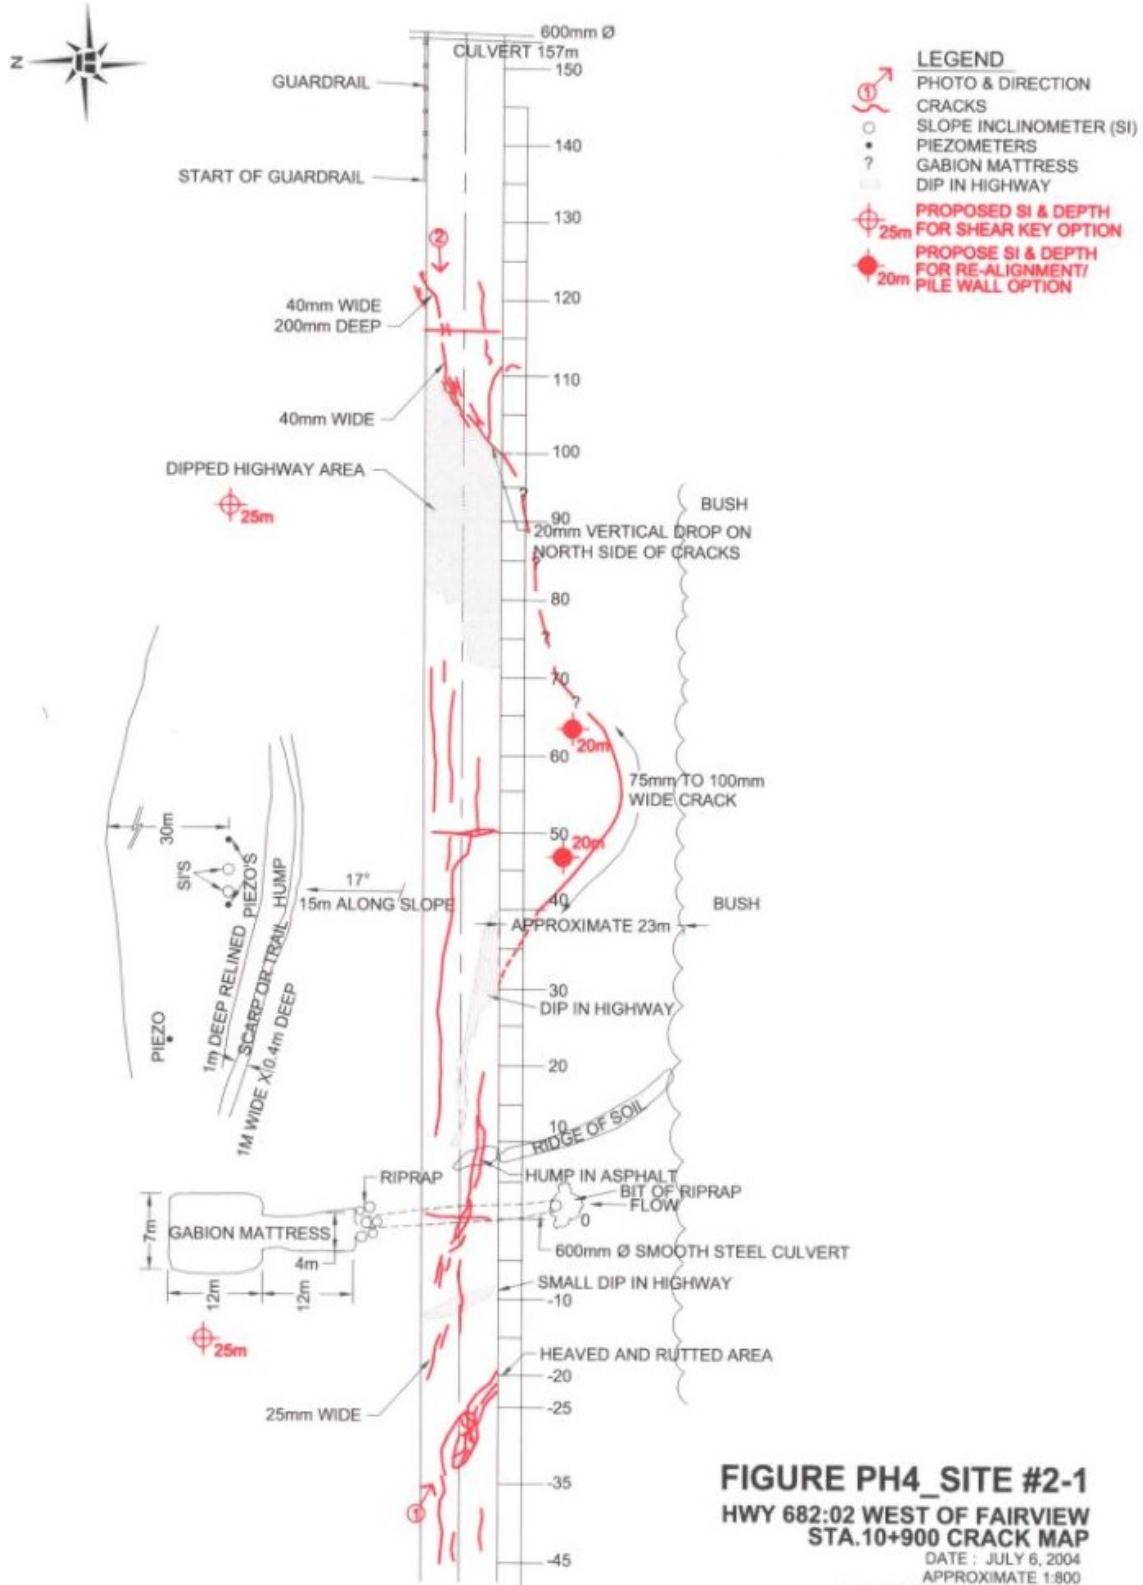 600mm Ø
CULVERT 157m
150
GUARDRAIL
140
START OF GUARDRAIL
130
2
120
40mm WIDE
200mm DEEP
110
40mm WIDE
100
DIPPED HIGHWAY AREA
25m
?
90
BUSH
20mm VERTICAL DROP ON
NORTH SIDE OF CRACKS
?
80
?
70
?
20m
60
75mm TO 100mm
WIDE CRACK
50
20m
30m
SI'S
PIEZO'S
17°
15m ALONG SLOPE
40
BUSH
APPROXIMATE 23m
1m DEEP RELINED
SCARP OR TRAIL HUMP
1M WIDE X 0.4m DEEP
PIEZO
30
DIP IN HIGHWAY
20
10
RIDGE OF SOIL
HUMP IN ASPHALT
RIPRAP
BIT OF RIPRAP
FLOW
0
GABION MATTRESS
7m
4m
12m
12m
600mm Ø SMOOTH STEEL CULVERT
SMALL DIP IN HIGHWAY
-10
25m
HEAVED AND RUTTED AREA
-20
-25
25mm WIDE
-35
1
-45
N
LEGEND
1
PHOTO & DIRECTION
CRACKS
SLOPE INCLINOMETER (SI)
PIEZOMETERS
? GABION MATTRESS
DIP IN HIGHWAY
PROPOSED SI & DEPTH
25m FOR SHEAR KEY OPTION
PROPOSE SI & DEPTH
FOR RE-ALIGNMENT/
20m PILE WALL OPTION
FIGURE PH4_SITE #2-1
HWY 682:02 WEST OF FAIRVIEW
STA.10+900 CRACK MAP
DATE : JULY 6, 2004
APPROXIMATE 1:800